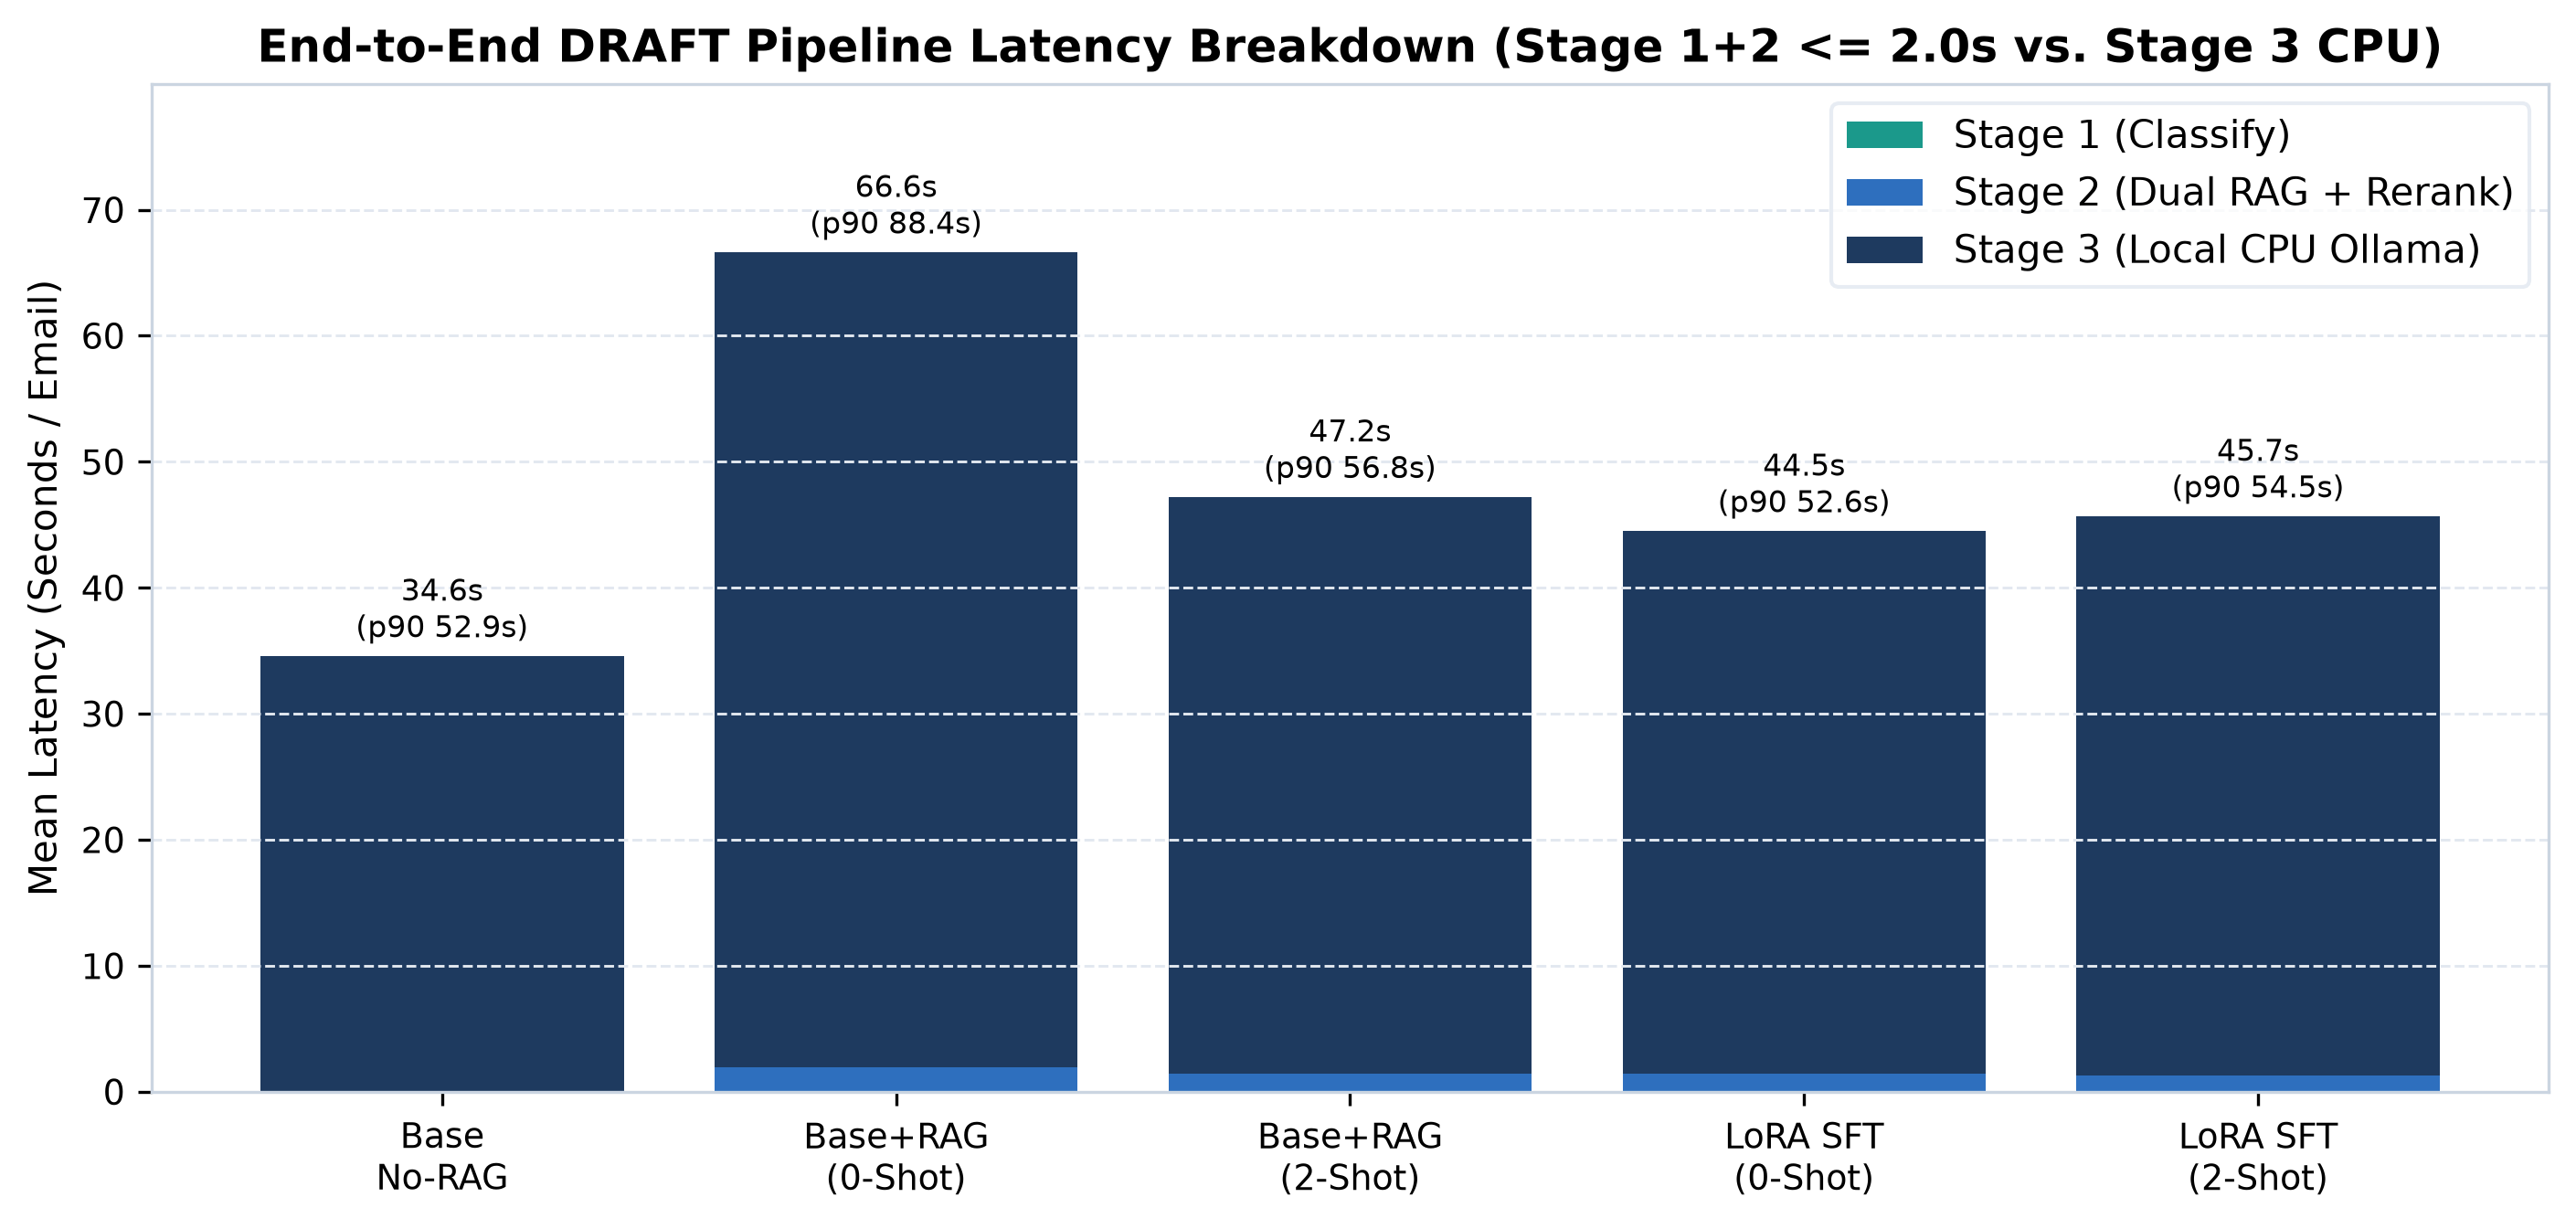 End-to-End DRAFT Pipeline Latency Breakdown (Stage 1+2 <= 2.0s vs. Stage 3 CPU)
Stage 1 (Classify)
Stage 2 (Dual RAG + Rerank)
Stage 3 (Local CPU Ollama)
Mean Latency (Seconds / Email)
70
60
50
40
30
20
10
0
34.6s
(p90 52.9s)
66.6s
(p90 88.4s)
47.2s
(p90 56.8s)
44.5s
(p90 52.6s)
45.7s
(p90 54.5s)
Base
No-RAG
Base+RAG
(0-Shot)
Base+RAG
(2-Shot)
LoRA SFT
(0-Shot)
LoRA SFT
(2-Shot)